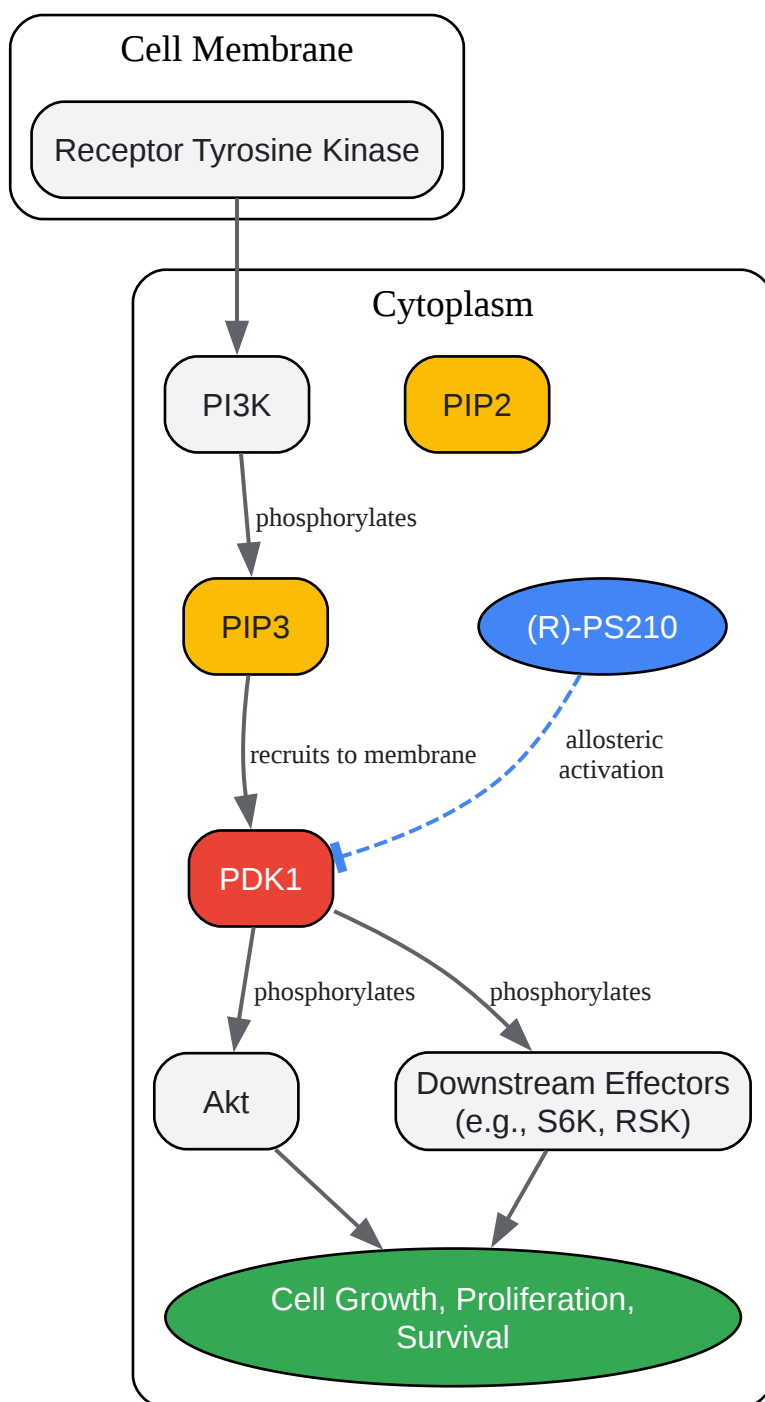 Cell Membrane
Receptor Tyrosine Kinase
Cytoplasm
PI3K
PIP2
phosphorylates
PIP3
(R)-PS210
recruits to membrane
allosteric
activation
PDK1
phosphorylates
phosphorylates
Akt
Downstream Effectors
(e.g., S6K, RSK)
Cell Growth, Proliferation,
Survival